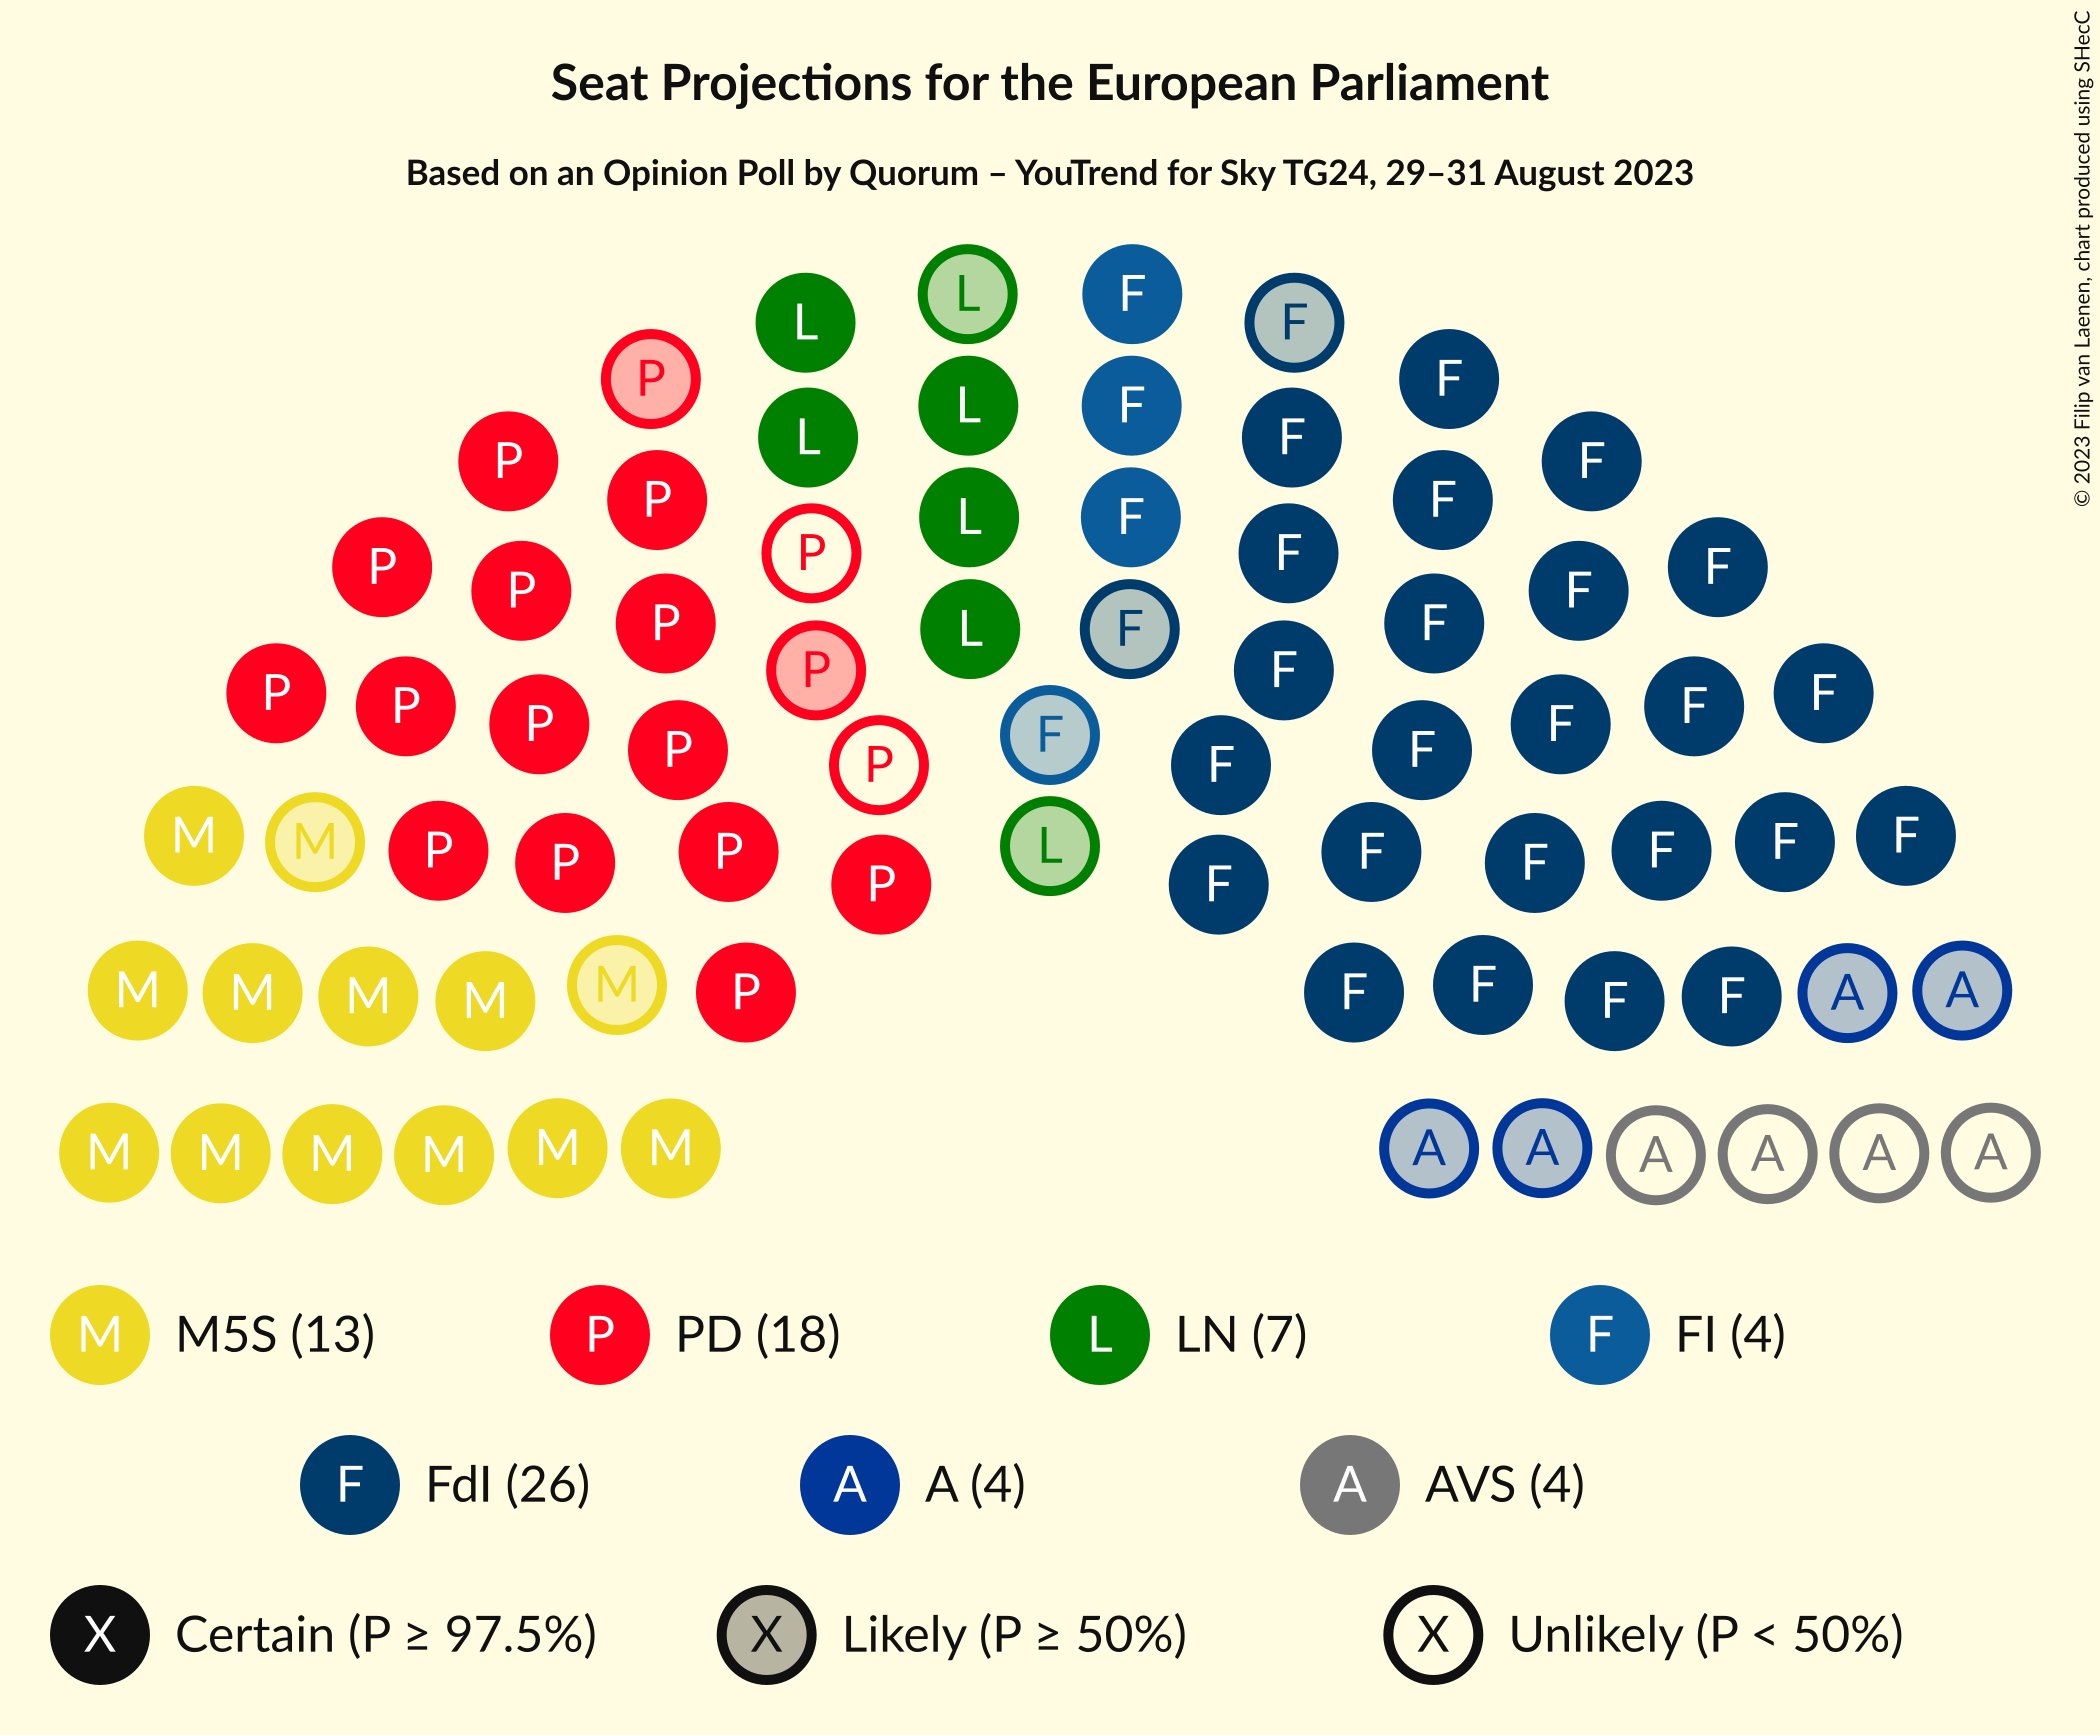 Seat Projections for the European Parliament
Based on an Opinion Poll by Quorum – YouTrend for Sky TG24, 29–31 August 2023
© 2023 Filip van Laenen, chart produced using SHecC
L F
L F
P L F
L F
P F
P L F F
P L F
P P F F
P F
P P F F
P P F F
L F
P P F F
P P F F
P P F F
P P F F
F
P P F F
M M F F
L
P P F F
P F
P F
M M F F
M P F F
M M A A
M F
M F
M M A A
M M A A
M M A A
M M A A
M M5S (13) P PD (18) L LN (7) F FI (4)
F FdI (26) A A (4) A AVS (4)
X Certain (P ≥ 97.5%) X Likely (P ≥ 50%) X Unlikely (P < 50%)